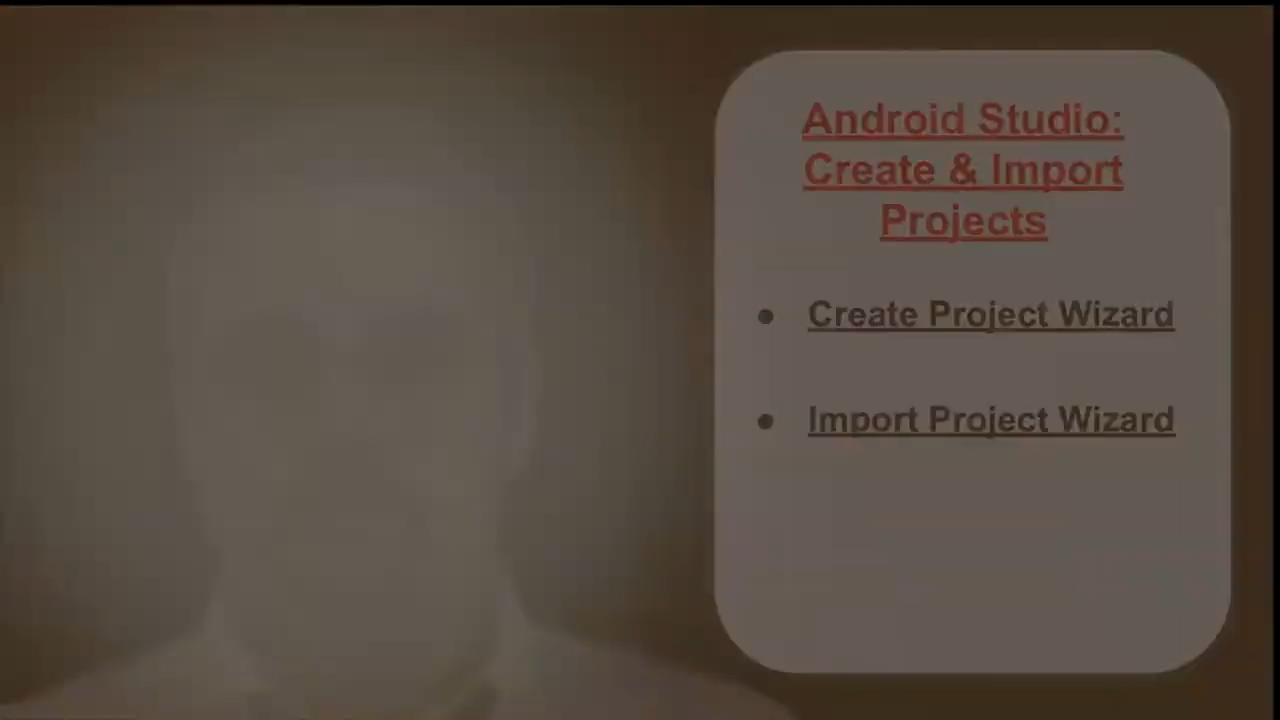 Android Studio:
Create & Import
Projects
● Create Project Wizard
● Import Project Wizard